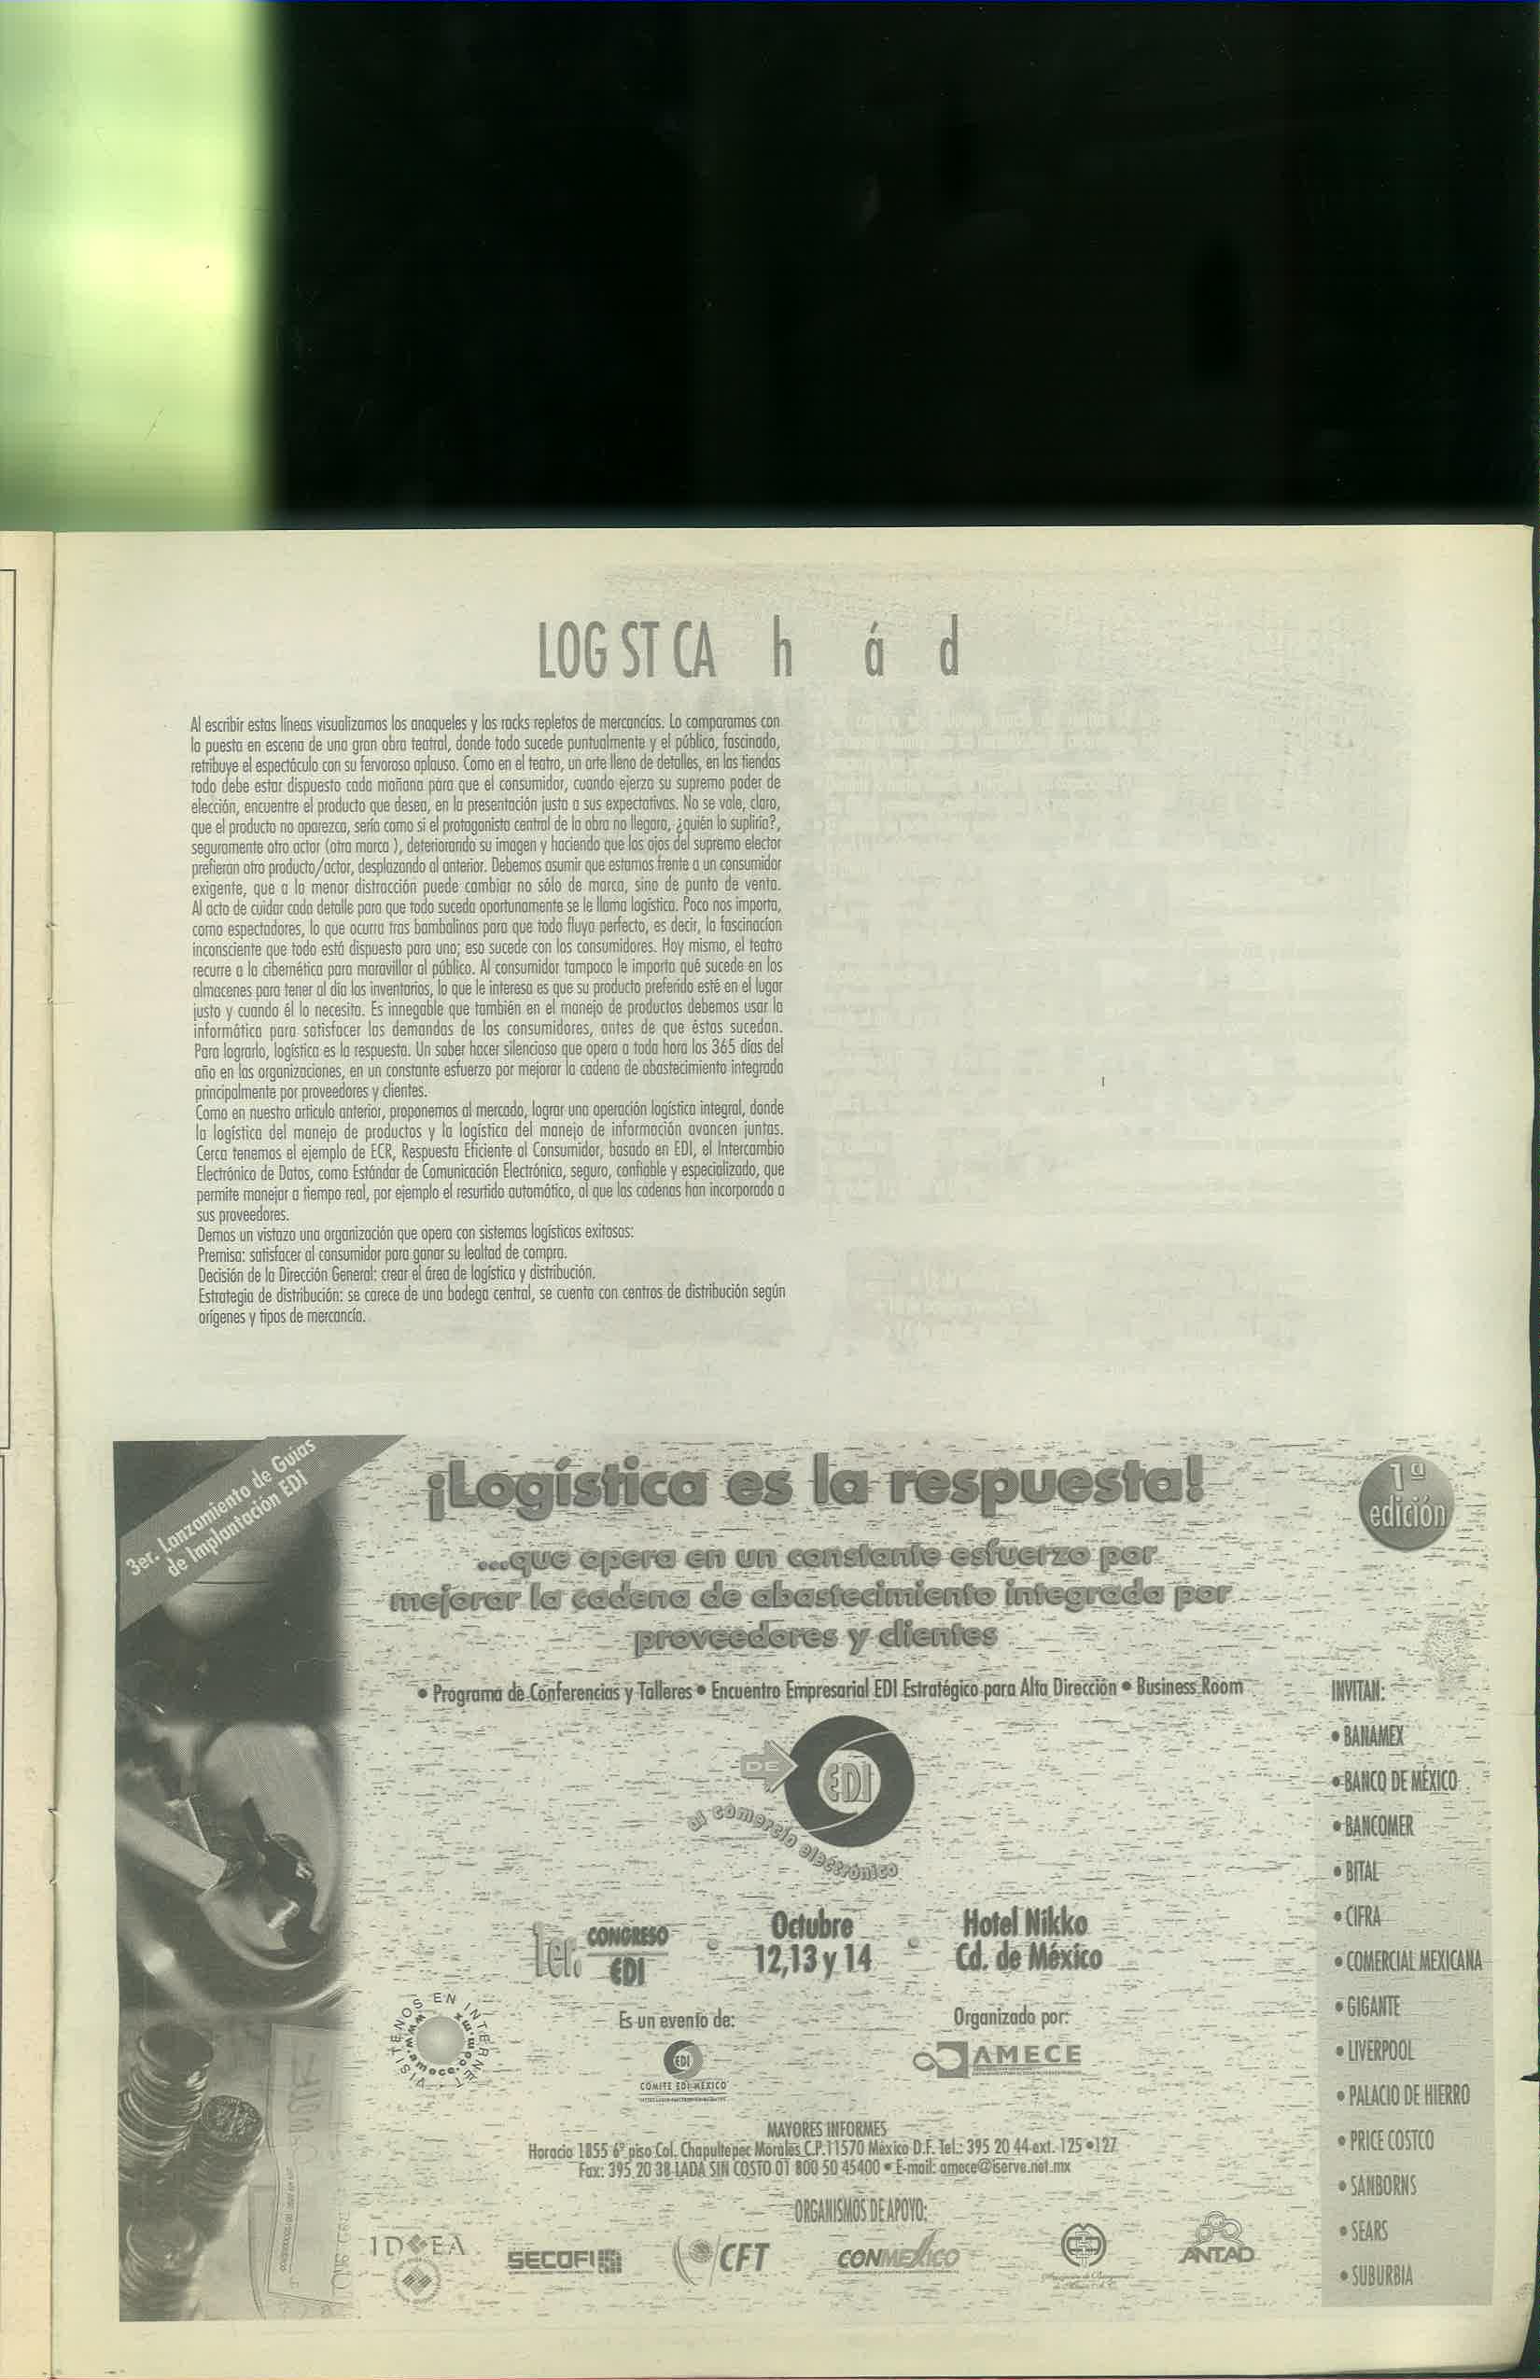 LOG ST CA h á d
Al escribir estas líneas visualizamos los anaqueles y los racks repletos de mercancías. Lo comparamos con
la puesta en escena de una gran obra teatral, donde todo sucede puntualmente y el público, fascinado,
retribuye el espectáculo con su fervoroso aplauso. Como en el teatro, un arte lleno de detalles, en las tiendas
todo debe estar dispuesto cada mañana para que el consumidor, cuando ejerza su supremo poder de
elección, encuentre el producto que desea, en la presentación justa a sus expectativas. No se vale, claro,
que el producto no aparezca, sería como si el protagonista central de la obra no llegara, ¿quién lo supliría?,
seguramente otro actor (otra marca ), deteriorando su imagen y haciendo que los ojos del supremo elector
prefieran otro producto/actor, desplazando al anterior. Debemos asumir que estamos frente a un consumidor
exigente, que a la menor distracción puede cambiar no sólo de marca, sino de punto de venta.
Al acto de cuidar cada detalle para que todo suceda oportunamente se le llama logística. Poco nos importa,
como espectadores, lo que ocurra tras bambalinas para que todo fluya perfecto, es decir, la fascinacion
inconsciente que todo está dispuesto para uno; eso sucede con los consumidores. Hoy mismo, el teatro
recurre a la cibernética para maravillar al público. Al consumidor tampoco le importa qué sucede en los
almacenes para tener al día los inventarios, lo que le interesa es que su producto preferido esté en el lugar
justo y cuando él lo necesita. Es innegable que también en el manejo de productos debemos usar la
informática para satisfacer las demandas de los consumidores, antes de que éstas sucedan.
Para lograrlo, logística es la respuesta. Un saber hacer silencioso que opera a toda hora los 365 días del
año en las organizaciones, en un constante esfuerzo por mejorar la cadena de abastecimiento integrada
principalmente por proveedores y clientes.
Como en nuestro articulo anterior, proponemos al mercado, lograr una operación logística integral, donde
la logística del manejo de productos y la logística del manejo de información avancen juntas.
Cerca tenemos el ejemplo de ECR, Respuesta Eficiente al Consumidor, basado en EDI, el Intercambio
Electrónico de Datos, como Estándar de Comunicación Electrónica, seguro, confiable y especializado, que
permite manejar a tiempo real, por ejemplo el resurtido automático, al que las cadenas han incorporado a
sus proveedores.
Demos un vistazo una organización que opera con sistemas logísticos exitosos:
Premisa: satisfacer al consumidor para ganar su lealtad de compra.
Decisión de la Dirección General: crear el área de logística y distribución.
Estrategia de distribución: se carece de una bodega central, se cuenta con centros de distribución según
orígenes y tipos de mercancía.
3er. Lanzamiento de Guías
de Implantación EDI
¡Logística es la respuesta!
1ª
edición
...que opera en un constante esfuerzo por
mejorar la cadena de abastecimiento integrada por
proveedores y clientes
• Programa de Conferencias y Talleres • Encuentro Empresarial EDI Estratégico para Alta Dirección • Business Room
DE
EDI
al comercio electrónico
1er. CONGRESO
EDI
Octubre
12,13 y 14
Hotel Nikko
Cd. de México
VISITENOS EN INTERNET
www.amece.com.mx
Es un evento de:
EDI
COMITE EDI MEXICO
Organizado por:
AMECE
MAYORES INFORMES
Horacio 1855 6º piso Col. Chapultepec Morales C.P.11570 México D.F. Tel.: 395 20 44 ext. 125 •127
Fax: 395 20 38 LADA SIN COSTO 01 800 50 45400 • E-mail: amece@iserve.net.mx
ORGANISMOS DE APOYO:
ID EA
SECOFI
CFT
CONMEXICO
ANTAD
INVITAN:
• BANAMEX
• BANCO DE MÉXICO
• BANCOMER
• BITAL
• CIFRA
• COMERCIAL MEXICANA
• GIGANTE
• LIVERPOOL
• PALACIO DE HIERRO
• PRICE COSTCO
• SANBORNS
• SEARS
• SUBURBIA